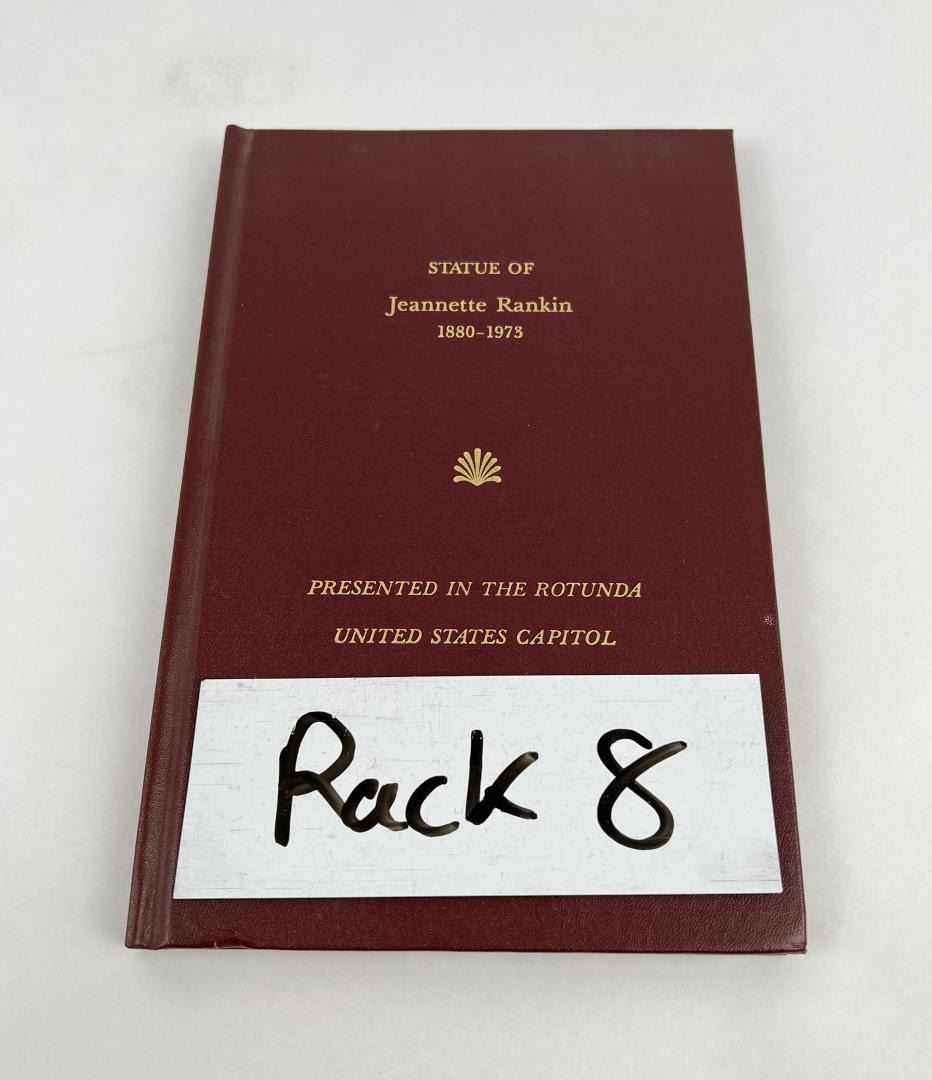 STATUE OF
Jeannette Rankin
1880-1973
PRESENTED IN THE ROTUNDA
UNITED STATES CAPITOL
Rack 8